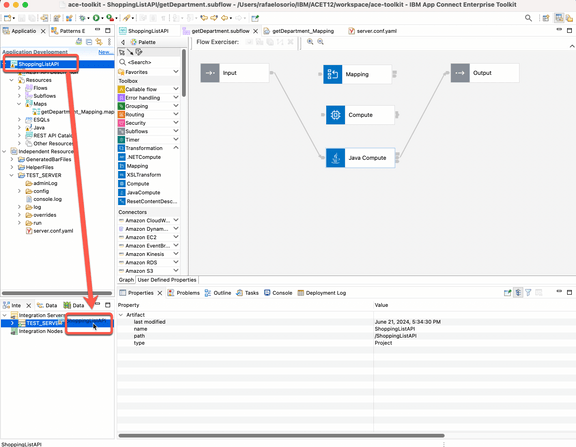 ace-toolkit - ShoppingListAPI/getDepartment.subflow - /Users/rafaelosorio/IBM/ACET12/workspace/ace-toolkit - IBM App Connect Enterprise Toolkit
Applicatio
Patterns E
Application Development
New...
ShoppingListAPI
Resources
Flows
Subflows
Maps
getDepartment_Mapping.map
ESQLs
Java
REST API Catalog
Other Resources
Independent Resources
GeneratedBarFiles
HelperFiles
TEST_SERVER
adminLog
config
console.log
log
overrides
run
server.conf.yaml
Inte
Data
Data
Integration Servers
TEST_SERVER
Integration Nodes
ShoppingListAPI
getDepartment.subflow
getDepartment_Mapping
server.conf.yaml
Palette
Flow Exerciser:
<Search>
Favorites
Toolbox
Callable flow
Error handling
Grouping
Routing
Security
Subflows
Timer
Transformation
.NETCompute
Mapping
XSLTransform
Compute
JavaCompute
ResetContentDesc...
Connectors
Amazon CloudW...
Amazon Dynam...
Amazon EC2
Amazon EventBr...
Amazon Kinesis
Amazon RDS
Amazon S3
Input
Mapping
Compute
Java Compute
Output
Graph
User Defined Properties
Properties
Problems
Outline
Tasks
Console
Deployment Log
Property
Value
Artifact
last modified
June 21, 2024, 5:34:30 PM
name
ShoppingListAPI
path
/ShoppingListAPI
type
Project
ShoppingListAPI